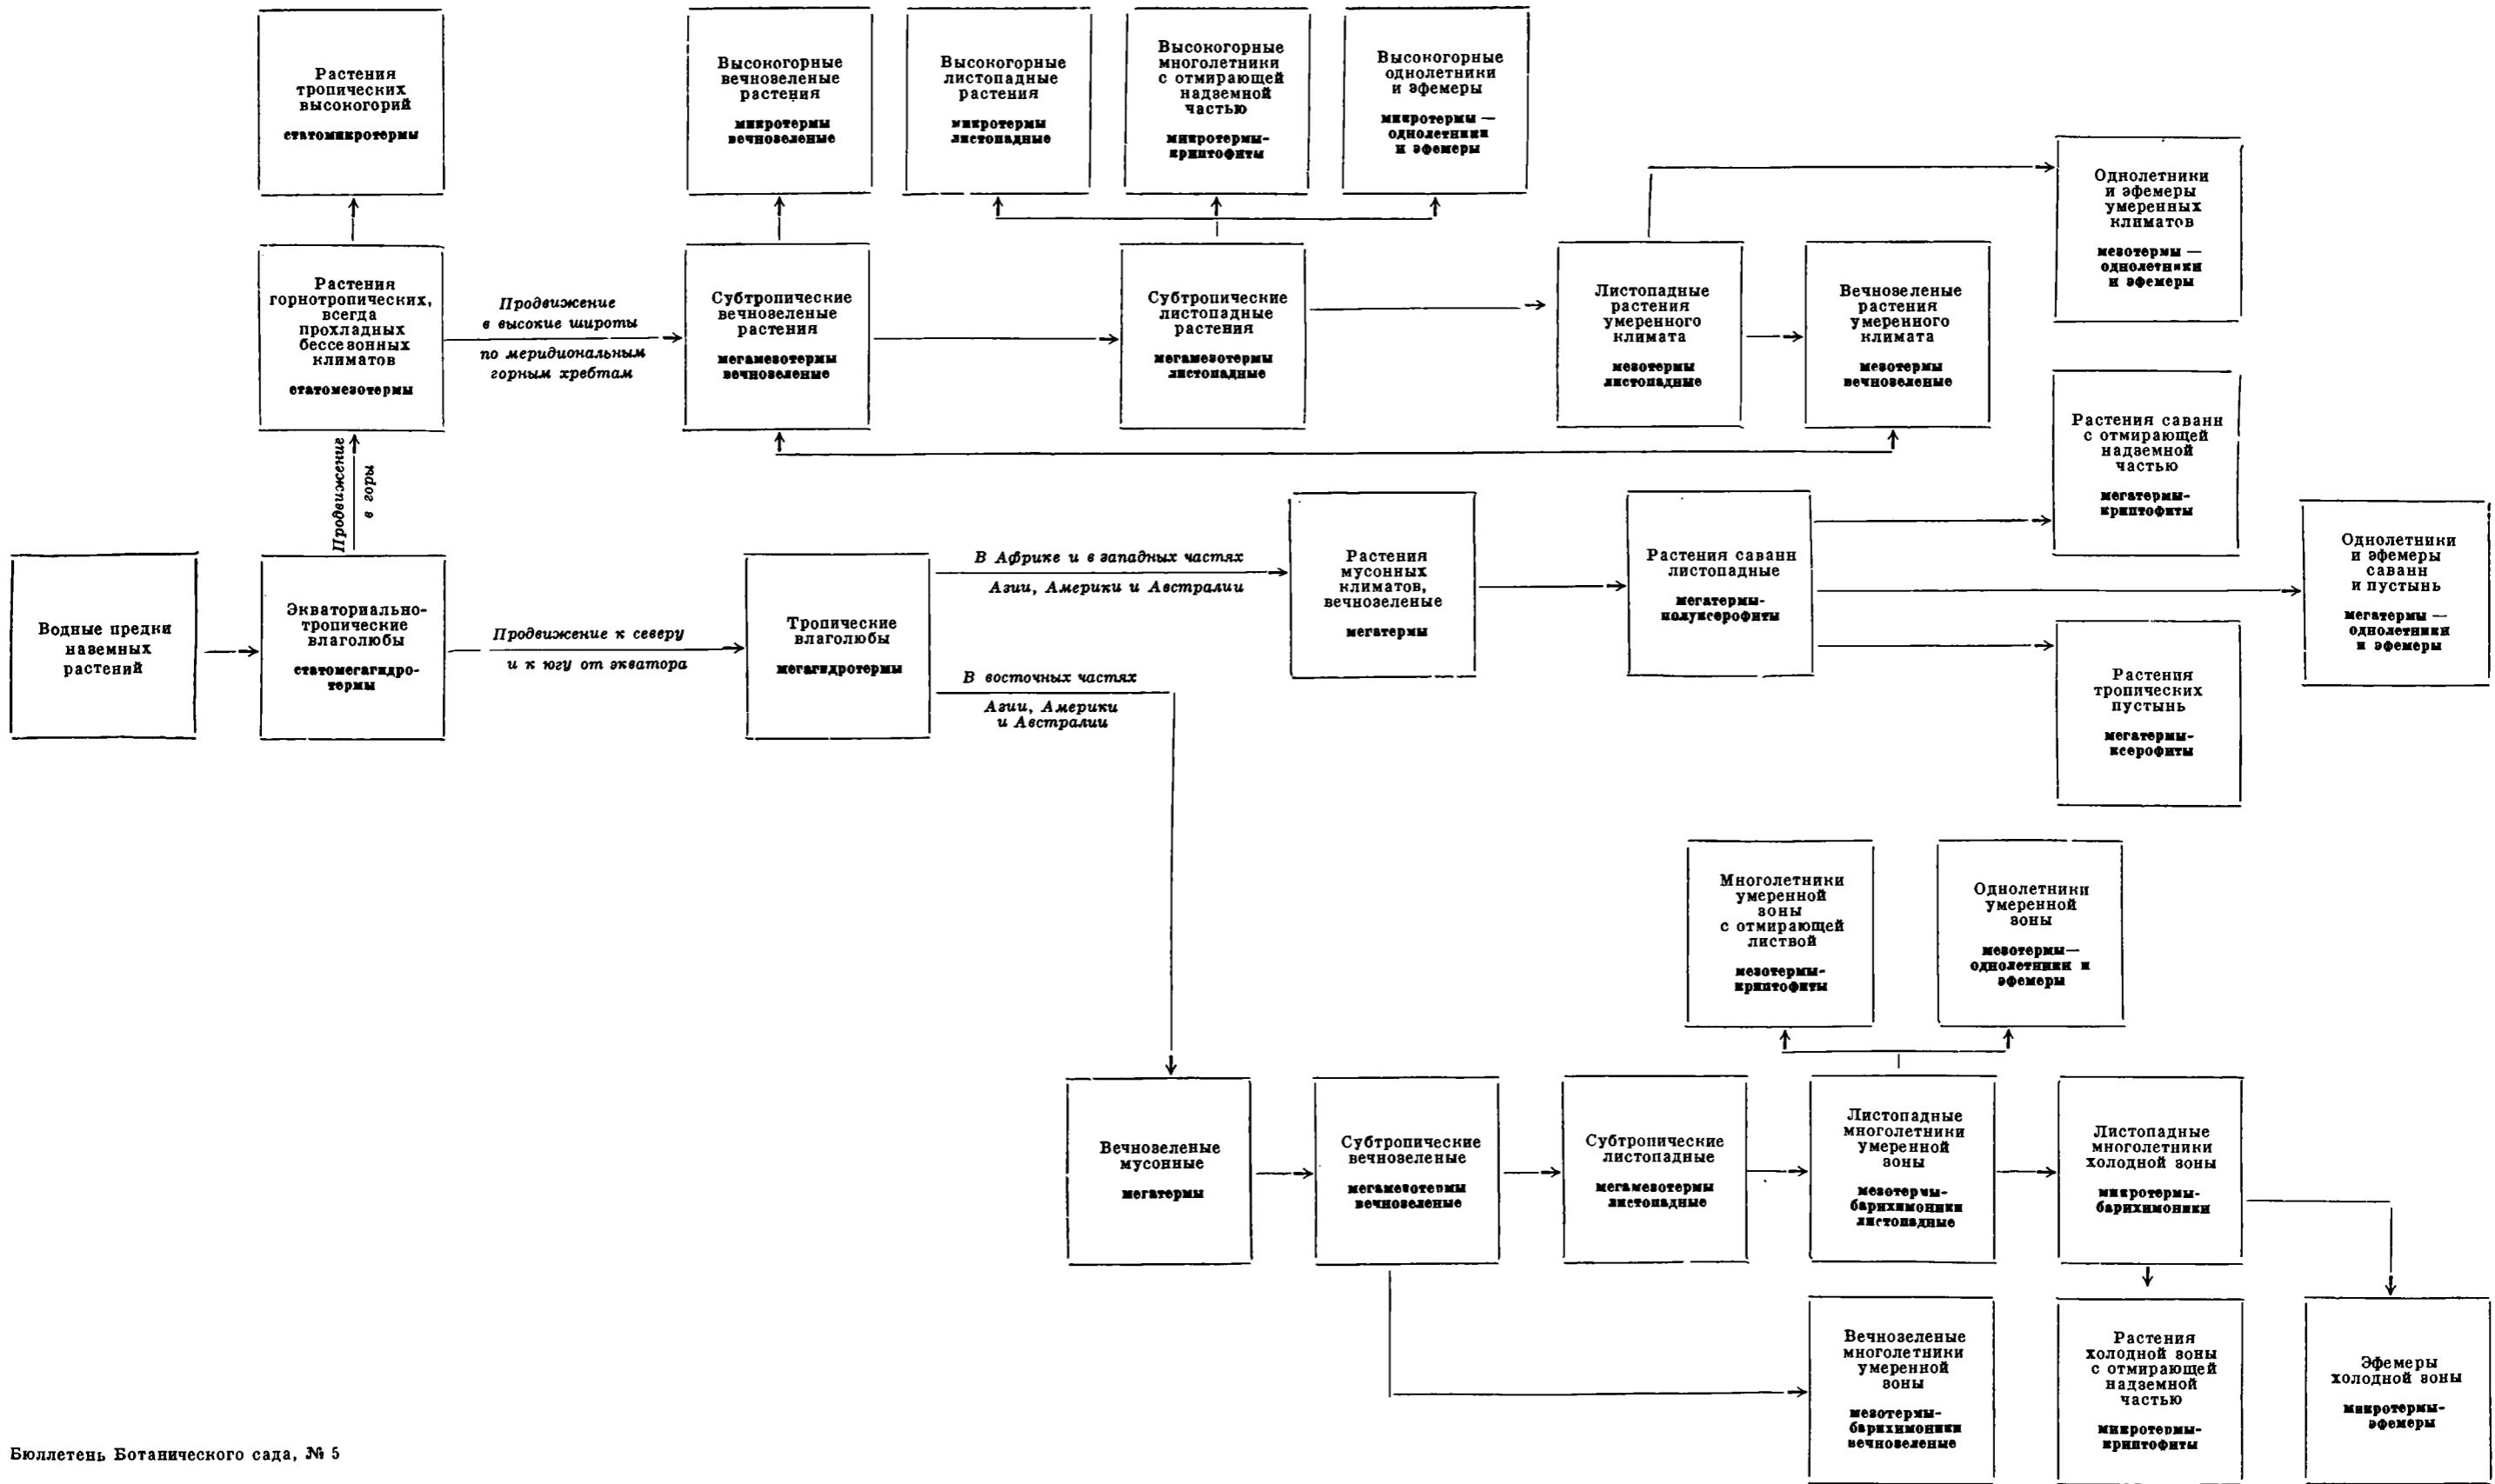 Растения
тропических
высокогорий
статомикротермы
Высокогорные
вечнозеленые
растения
микротермы
вечнозеленые
Высокогорные
листопадные
растения
микротермы
листопадные
Высокогорные
многолетники
с отмирающей
надземной
частью
микротермы-
криптофиты
Высокогорные
однолетники
и эфемеры
микротермы —
однолетники
и эфемеры
Однолетники
и эфемеры
умеренных
климатов
мезотермы —
однолетники
и эфемеры
Растения
горнотропических,
всегда
прохладных
бессезонных
климатов
статомезотермы
Продвижение
в высокие широты
по меридиональным
горным хребтам
Субтропические
вечнозеленые
растения
мегамезотермы
вечнозеленые
Субтропические
листопадные
растения
мегамезотермы
листопадные
Листопадные
растения
умеренного
климата
мезотермы
листопадные
Вечнозеленые
растения
умеренного
климата
мезотермы
вечнозеленые
Продвижение
в горы
Растения саванн
с отмирающей
надземной
частью
мегатермы-
криптофиты
Водные предки
наземных
растений
Экваториально-
тропические
влаголюбы
статомегагидро-
термы
Продвижение к северу
и к югу от экватора
Тропические
влаголюбы
мегагидротермы
В Африке и в западных частях
Азии, Америки и Австралии
В восточных частях
Азии, Америки
и Австралии
Растения
мусонных
климатов,
вечнозеленые
мегатермы
Растения саванн
листопадные
мегатермы-
полуксерофиты
Однолетники
и эфемеры
саванн
и пустынь
мегатермы —
однолетники
и эфемеры
Растения
тропических
пустынь
мегатермы-
ксерофиты
Многолетники
умеренной
зоны
с отмирающей
листвой
мезотермы-
криптофиты
Однолетники
умеренной
зоны
мезотермы—
однолетники и
эфемеры
Вечнозеленые
мусонные
мегатермы
Субтропические
вечнозеленые
мегамезотермы
вечнозеленые
Субтропические
листопадные
мегамезотермы
листопадные
Листопадные
многолетники
умеренной
зоны
мезотермы-
барихимоники
листопадные
Листопадные
многолетники
холодной зоны
микротермы-
барихимоники
Вечнозеленые
многолетники
умеренной
зоны
мезотермы-
барихимоники
вечнозеленые
Растения
холодной зоны
с отмирающей
надземной
частью
микротермы-
криптофиты
Эфемеры
холодной зоны
микротермы-
эфемеры
Бюллетень Ботанического сада, № 5